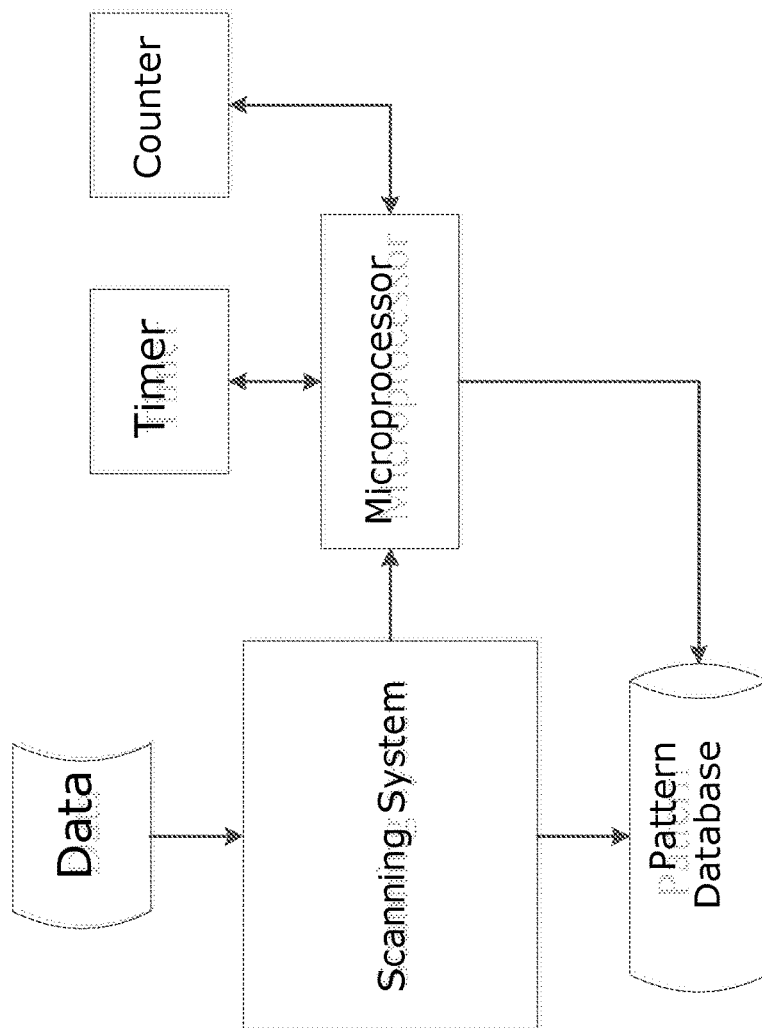 Data
Scanning System
Pattern
Database
Timer
Microprocessor
Counter